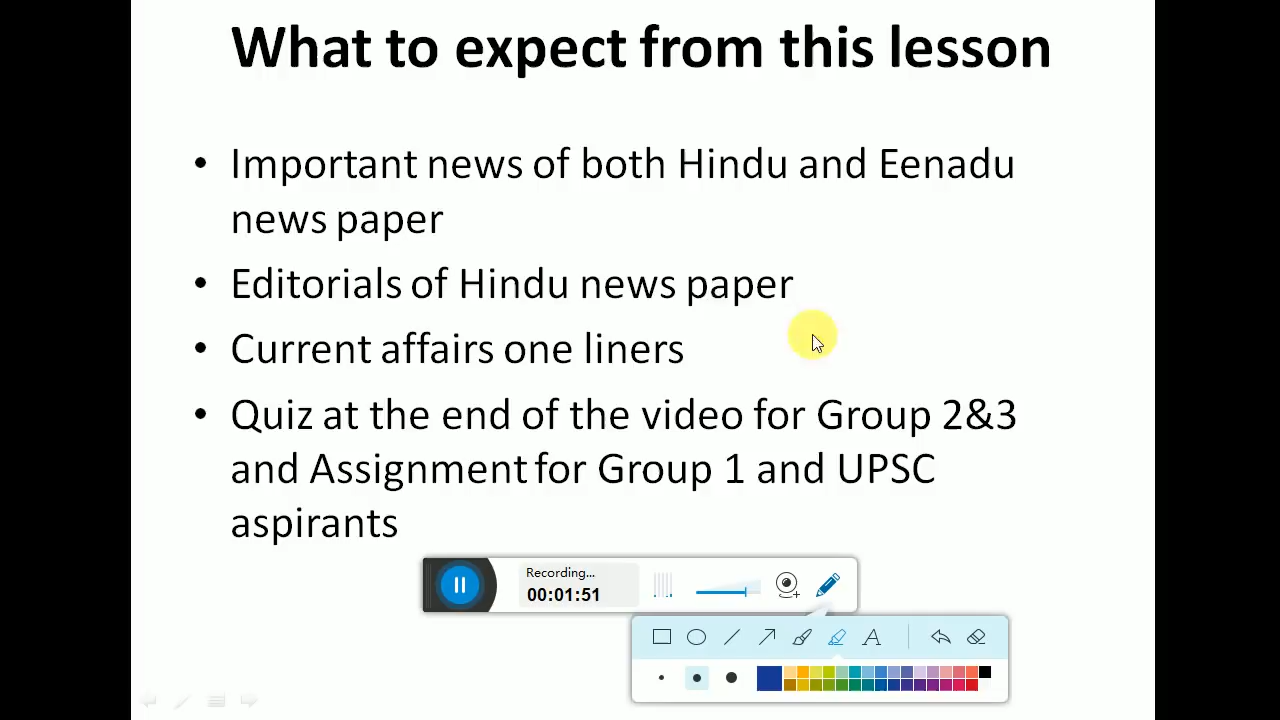 What to expect from this lesson
• Important news of both Hindu and Eenadu
news paper
• Editorials of Hindu news paper
• Current affairs one liners
• Quiz at the end of the video for Group 2&3
and Assignment for Group 1 and UPSC
aspirants
Recording...
00:01:51
A